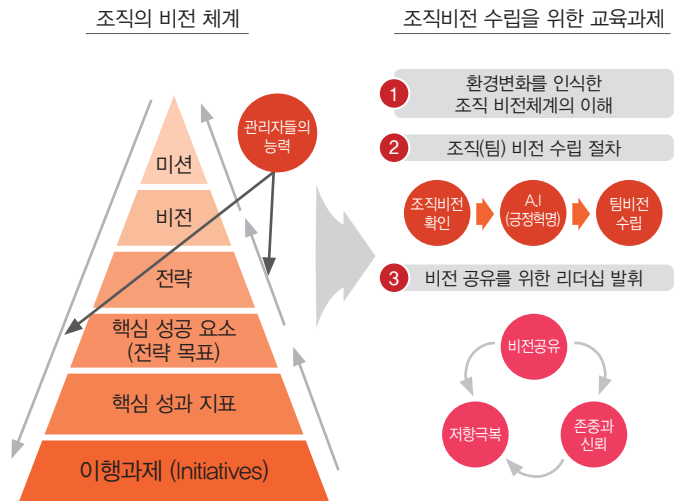 조직의 비전 체계
관리자들의
능력
미션
비전
전략
핵심 성공 요소
(전략 목표)
핵심 성과 지표
이행과제 (Initiatives)
조직비전 수립을 위한 교육과제
1
환경변화를 인식한
조직 비전체계의 이해
2
조직(팀) 비전 수립 절차
조직비전
확인
A.I
(긍정혁명)
팀비전
수립
3
비전 공유를 위한 리더십 발휘
비전공유
저항극복
존중과
신뢰